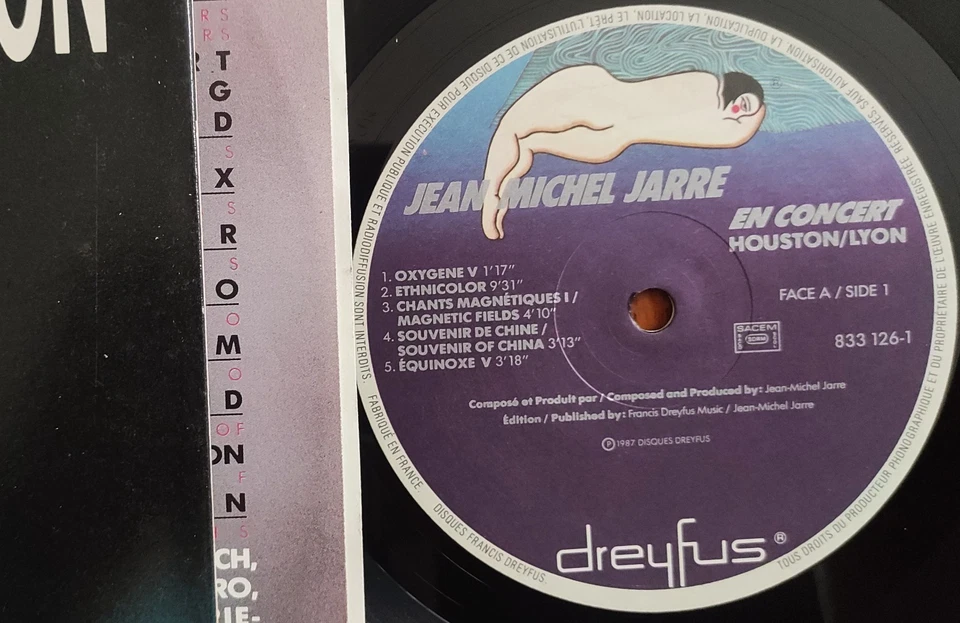 ON
R S
R S
R T
G
D
S
X
S
R
S
O
O
M
O
D
OF
ON
F
N
S
CH,
RO,
IE-
JEAN MICHEL JARRE
EN CONCERT
HOUSTON/LYON
1. OXYGENE V 1'17"
2. ETHNICOLOR 9'31"
3. CHANTS MAGNÉTIQUES I /
MAGNETIC FIELDS 4'10"
4. SOUVENIR DE CHINE /
SOUVENIR OF CHINA 3'13"
5. ÉQUINOXE V 3'18"
FACE A / SIDE 1
SACEM
SDRM
833 126-1
Composé et Produit par / Composed and Produced by: Jean-Michel Jarre
Édition / Published by: Francis Dreyfus Music / Jean-Michel Jarre
℗ 1987 DISQUES DREYFUS
dreyfus®
TOUS DROITS DU PRODUCTEUR PHONOGRAPHIQUE ET DU PROPRIÉTAIRE DE L'ŒUVRE ENREGISTRÉE RÉSERVÉS. SAUF AUTORISATION, LA DUPLICATION, LA LOCATION, LE PRÊT, L'UTILISATION DE CE DISQUE POUR EXÉCUTION PUBLIQUE ET RADIODIFFUSION SONT INTERDITS. FABRIQUÉ EN FRANCE. DISQUES FRANCIS DREYFUS.